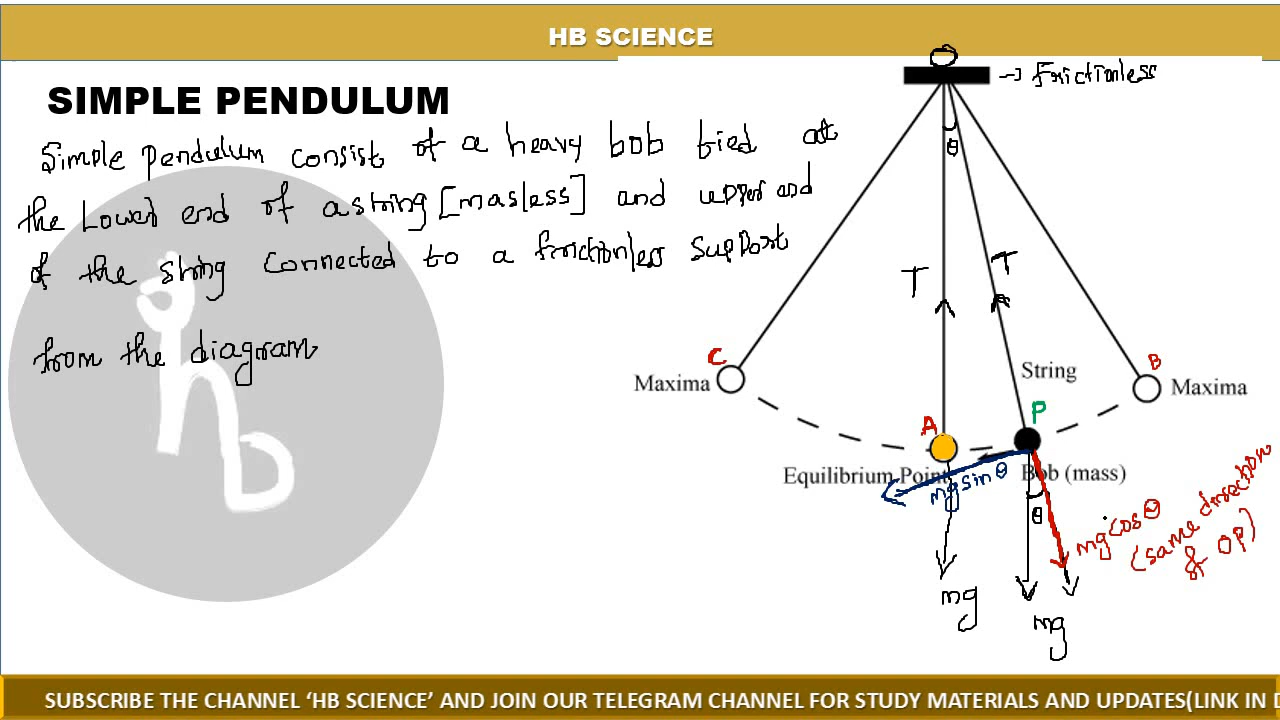 HB SCIENCE
SIMPLE PENDULUM
Simple pendulum consist of a heavy bob tied at
the Lower end of a string [masless] and upper end
of the string connected to a frictionless support
from the diagram
hb
O
→ frictionless
θ
T
T
C
Maxima
String
B
Maxima
A
P
Equilibrium Point
Bob (mass)
mg sin θ
θ
mg cos θ
(same direction
of OP)
mg
mg
SUBSCRIBE THE CHANNEL ‘HB SCIENCE’ AND JOIN OUR TELEGRAM CHANNEL FOR STUDY MATERIALS AND UPDATES(LINK IN